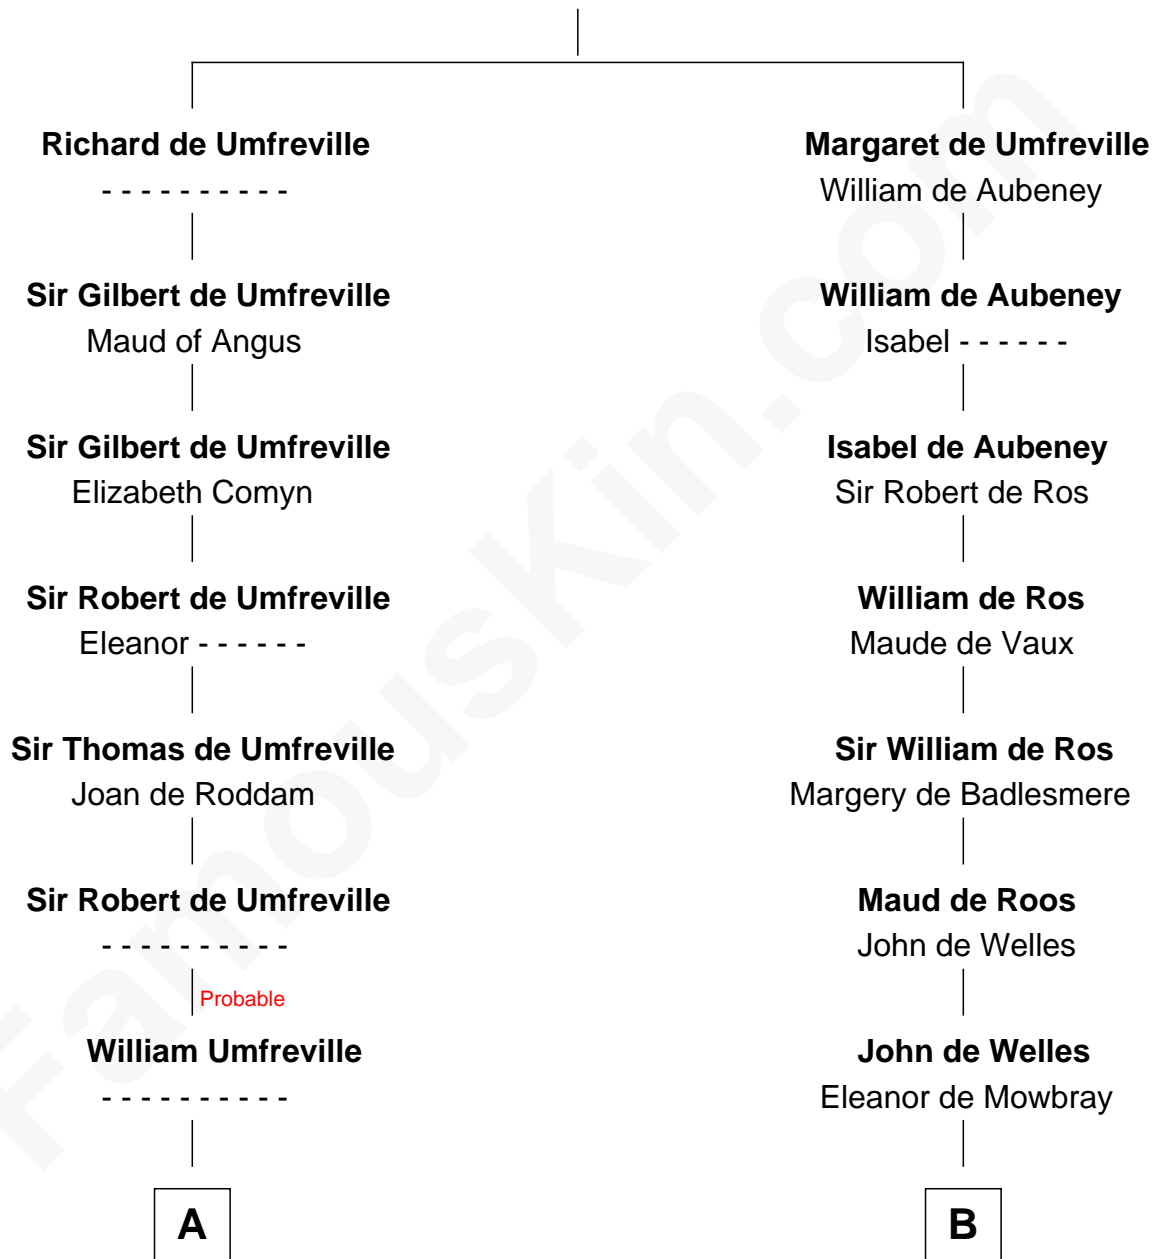 Richard de Umfreville
- - - - - - - - - -
Sir Gilbert de Umfreville
Maud of Angus
Sir Gilbert de Umfreville
Elizabeth Comyn
Sir Robert de Umfreville
Eleanor - - - - - -
Sir Thomas de Umfreville
Joan de Roddam
Sir Robert de Umfreville
- - - - - - - - - -
Probable
William Umfreville
- - - - - - - - - -
A
Margaret de Umfreville
William de Aubeney
William de Aubeney
Isabel - - - - - -
Isabel de Aubeney
Sir Robert de Ros
William de Ros
Maude de Vaux
Sir William de Ros
Margery de Badlesmere
Maud de Roos
John de Welles
John de Welles
Eleanor de Mowbray
B
FamousKin.com